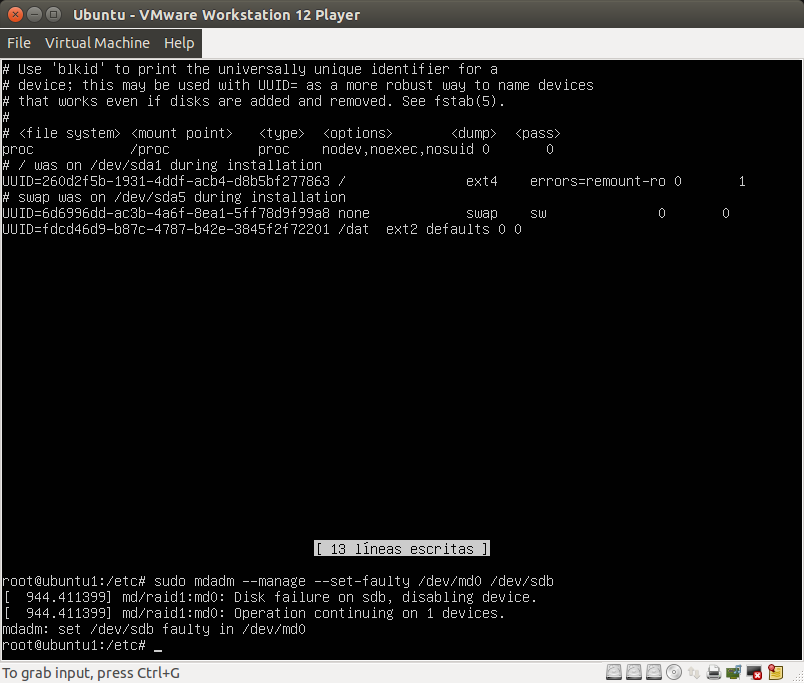 Ubuntu - VMware Workstation 12 Player
File Virtual Machine Help
# Use 'blkid' to print the universally unique identifier for a
# device; this may be used with UUID= as a more robust way to name devices
# that works even if disks are added and removed. See fstab(5).
#
# <file system> <mount point>   <type>  <options>       <dump>  <pass>
proc            /proc           proc    nodev,noexec,nosuid 0       0
# / was on /dev/sda1 during installation
UUID=260d2f5b-1931-4ddf-acb4-d8b5bf277863 /               ext4    errors=remount-ro 0       1
# swap was on /dev/sda5 during installation
UUID=6d6996dd-ac3b-4a6f-8ea1-5ff78d9f99a8 none            swap    sw              0       0
UUID=fdcd46d9-b87c-4787-b42e-3845f2f72201 /dat  ext2 defaults 0 0
[ 13 líneas escritas ]
root@ubuntu1:/etc# sudo mdadm --manage --set-faulty /dev/md0 /dev/sdb
[  944.411399] md/raid1:md0: Disk failure on sdb, disabling device.
[  944.411399] md/raid1:md0: Operation continuing on 1 devices.
mdadm: set /dev/sdb faulty in /dev/md0
root@ubuntu1:/etc# _
To grab input, press Ctrl+G